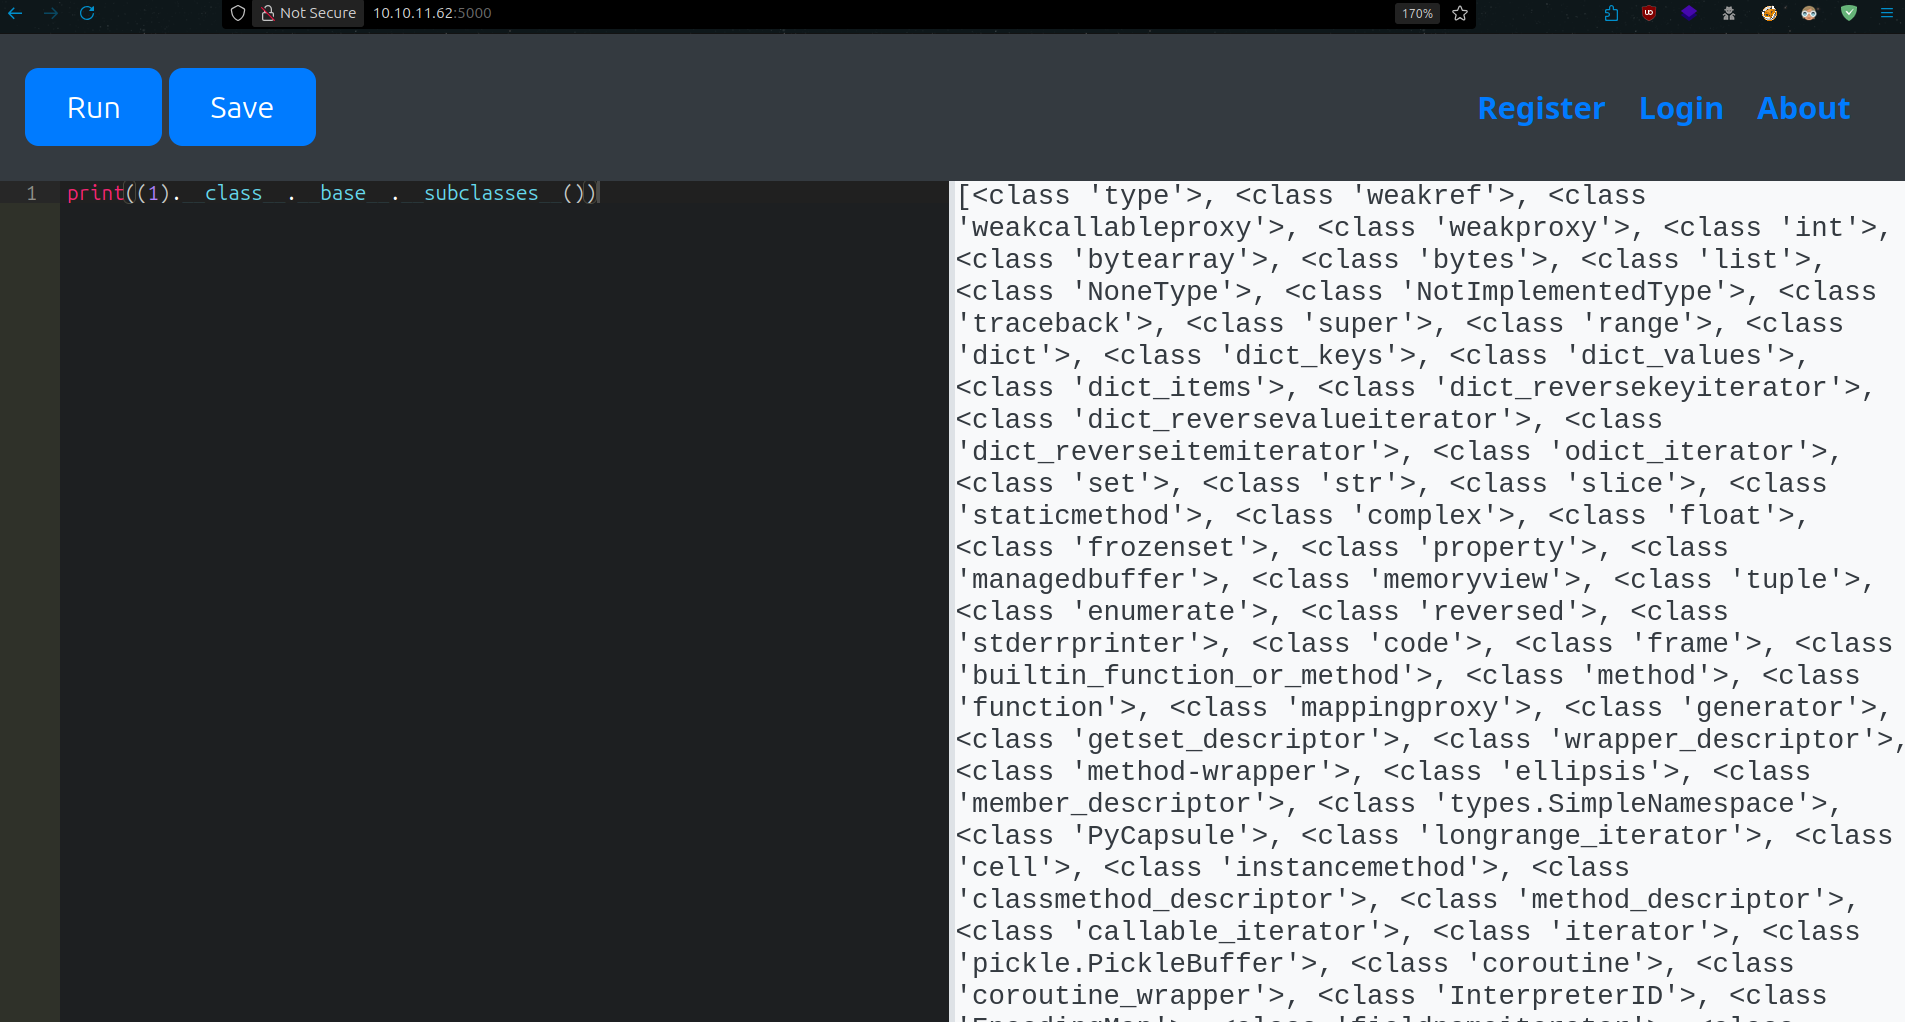 Not Secure 10.10.11.62:5000 170%
Run Save Register Login About
1 print((1).__class__.__base__.__subclasses__())
[<class 'type'>, <class 'weakref'>, <class
'weakcallableproxy'>, <class 'weakproxy'>, <class 'int'>,
<class 'bytearray'>, <class 'bytes'>, <class 'list'>,
<class 'NoneType'>, <class 'NotImplementedType'>, <class
'traceback'>, <class 'super'>, <class 'range'>, <class
'dict'>, <class 'dict_keys'>, <class 'dict_values'>,
<class 'dict_items'>, <class 'dict_reversekeyiterator'>,
<class 'dict_reversevalueiterator'>, <class
'dict_reverseitemiterator'>, <class 'odict_iterator'>,
<class 'set'>, <class 'str'>, <class 'slice'>, <class
'staticmethod'>, <class 'complex'>, <class 'float'>,
<class 'frozenset'>, <class 'property'>, <class
'managedbuffer'>, <class 'memoryview'>, <class 'tuple'>,
<class 'enumerate'>, <class 'reversed'>, <class
'stderrprinter'>, <class 'code'>, <class 'frame'>, <class
'builtin_function_or_method'>, <class 'method'>, <class
'function'>, <class 'mappingproxy'>, <class 'generator'>,
<class 'getset_descriptor'>, <class 'wrapper_descriptor'>,
<class 'method-wrapper'>, <class 'ellipsis'>, <class
'member_descriptor'>, <class 'types.SimpleNamespace'>,
<class 'PyCapsule'>, <class 'longrange_iterator'>, <class
'cell'>, <class 'instancemethod'>, <class
'classmethod_descriptor'>, <class 'method_descriptor'>,
<class 'callable_iterator'>, <class 'iterator'>, <class
'pickle.PickleBuffer'>, <class 'coroutine'>, <class
'coroutine_wrapper'>, <class 'InterpreterID'>, <class